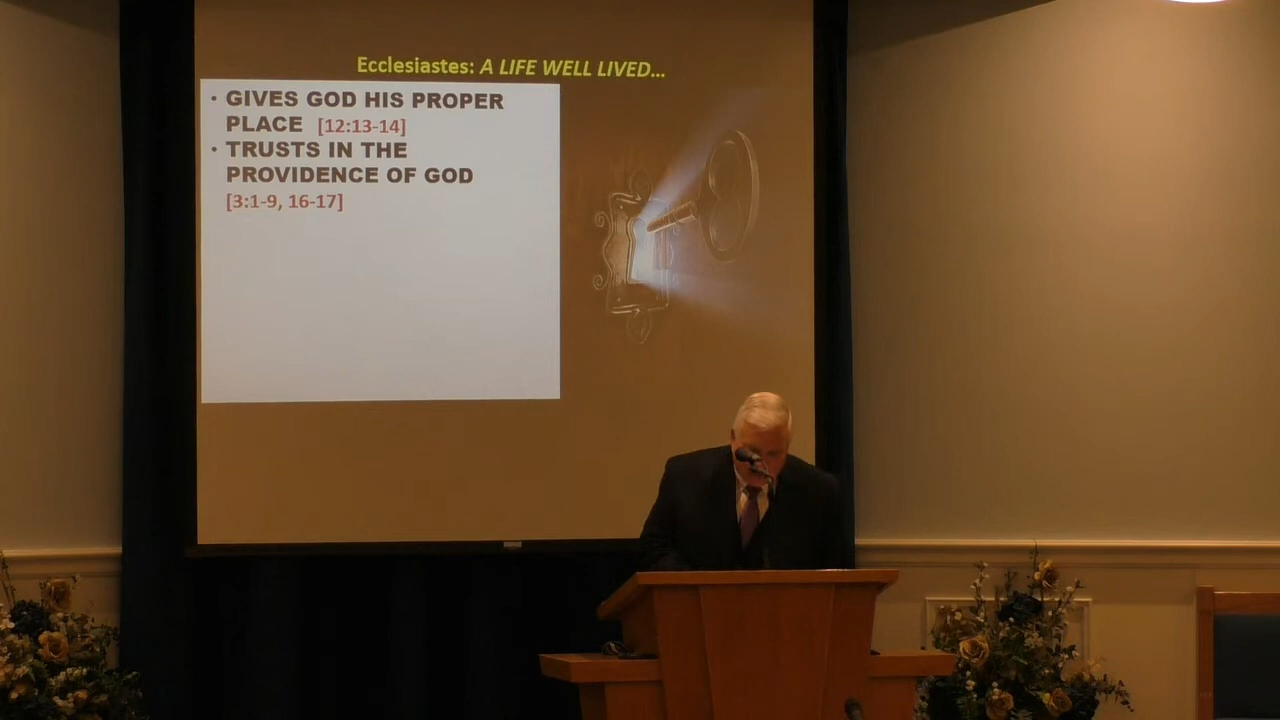 Ecclesiastes: A LIFE WELL LIVED...
• GIVES GOD HIS PROPER
PLACE [12:13-14]
• TRUSTS IN THE
PROVIDENCE OF GOD
[3:1-9, 16-17]